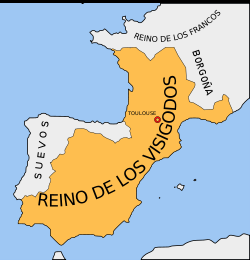 REINO DE LOS FRANCOS
BORGOÑA
TOULOUSE
SUEVOS
REINO DE LOS VISIGODOS